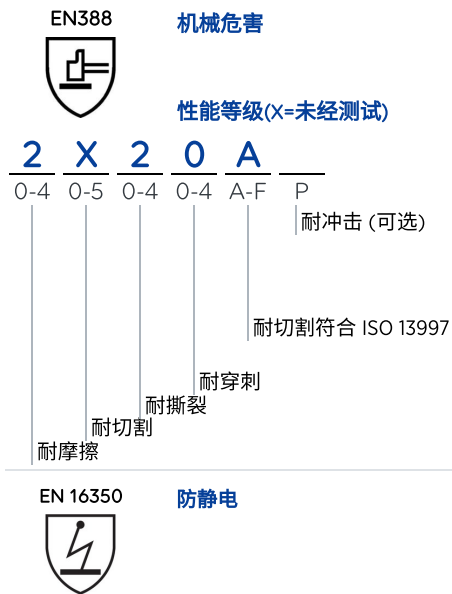 EN388
机械危害
性能等级(X=未经测试)
2 X 2 0 A
0-4 0-5 0-4 0-4 A-F P
耐冲击 (可选)
耐切割符合 ISO 13997
耐穿刺
耐撕裂
耐切割
耐摩擦
EN 16350
防静电